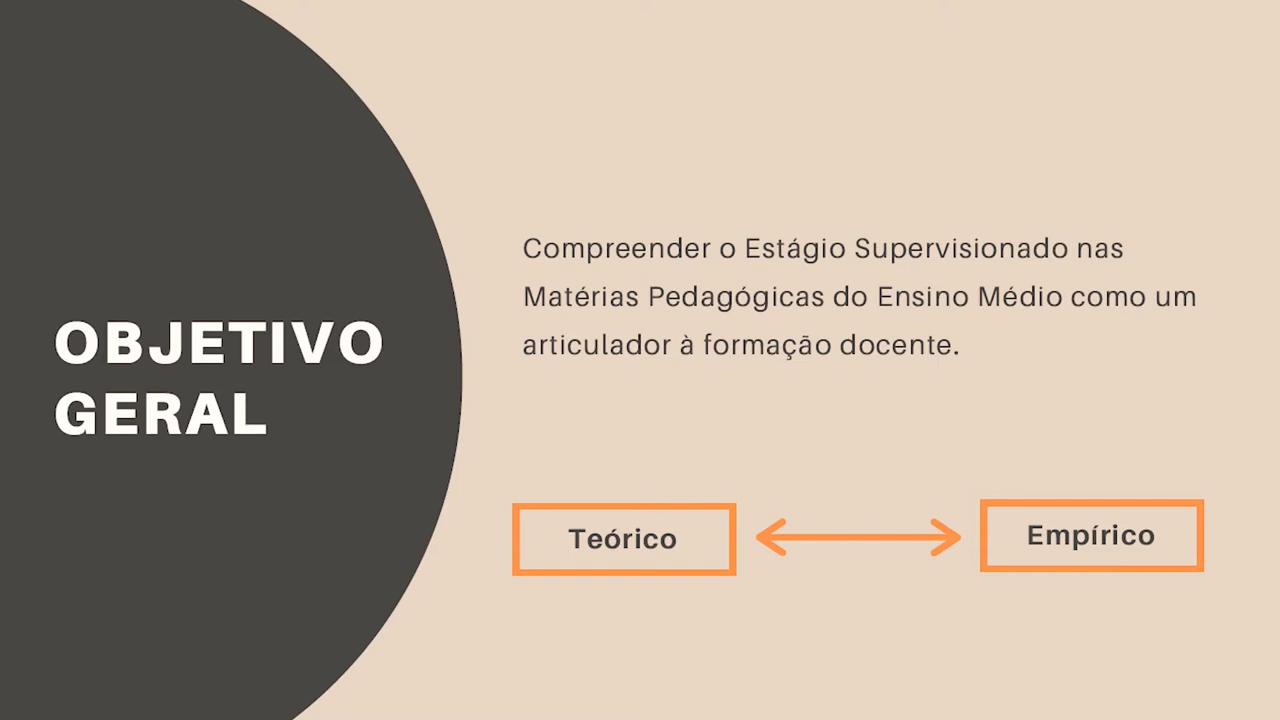 OBJETIVO
GERAL
Compreender o Estágio Supervisionado nas
Matérias Pedagógicas do Ensino Médio como um
articulador à formação docente.
Teórico
Empírico